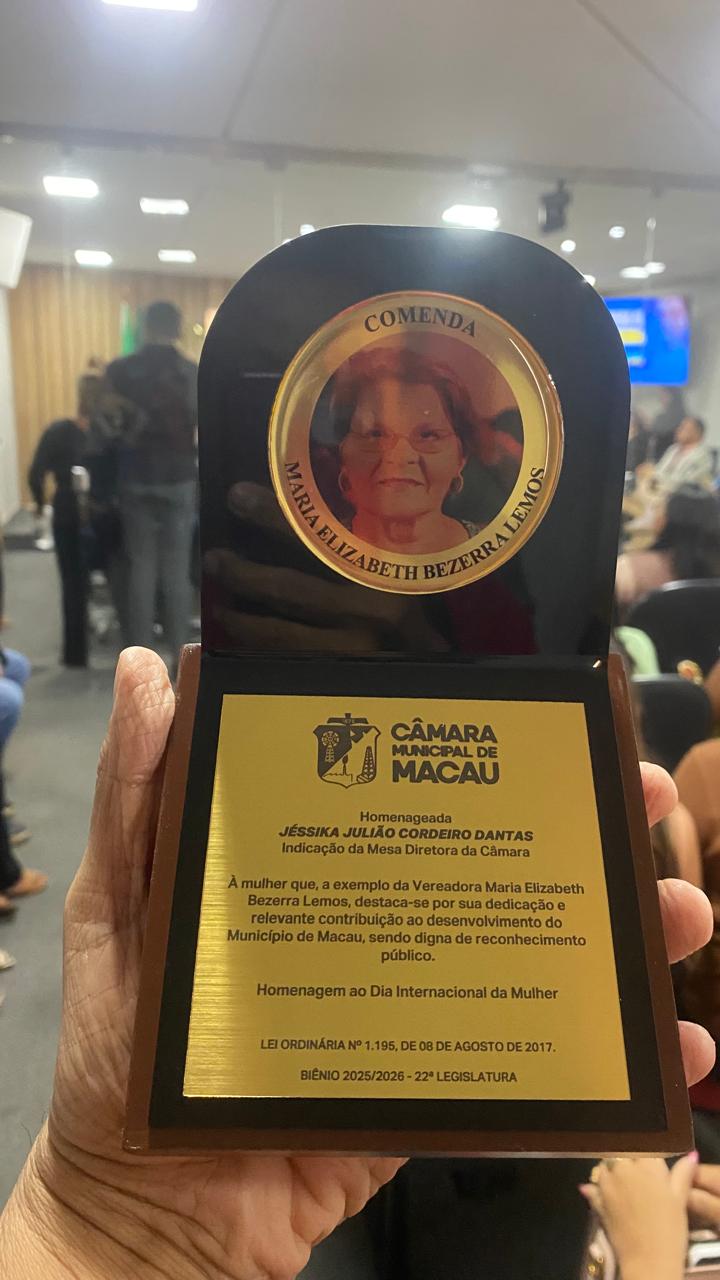 COMENDA
MARIA ELIZABETH BEZERRA LEMOS
CÂMARA
MUNICIPAL DE
MACAU
Homenageada
JÉSSIKA JULIÃO CORDEIRO DANTAS
Indicação da Mesa Diretora da Câmara
À mulher que, a exemplo da Vereadora Maria Elizabeth
Bezerra Lemos, destaca-se por sua dedicação e
relevante contribuição ao desenvolvimento do
Município de Macau, sendo digna de reconhecimento
público.
Homenagem ao Dia Internacional da Mulher
LEI ORDINÁRIA Nº 1.195, DE 08 DE AGOSTO DE 2017.
BIÊNIO 2025/2026 - 22ª LEGISLATURA